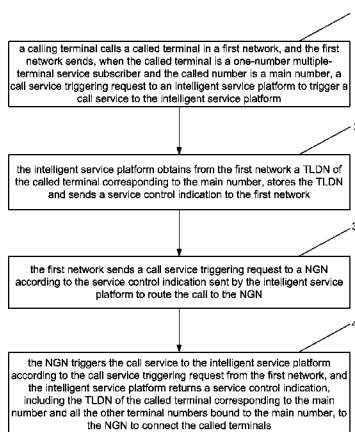 a calling terminal calls a called terminal in a first network, and the first
network sends, when the called terminal is a one-number multiple-
terminal service subscriber and the called number is a main number, a
call service triggering request to an intelligent service platform to trigger a
call service to the intelligent service platform
the intelligent service platform obtains from the first network a TLDN of
the called terminal corresponding to the main number, stores the TLDN
and sends a service control indication to the first network
3
the first network sends a call service triggering request to a NGN
according to the service control indication sent by the intelligent service
platform to route the call to the NGN
the NGN triggers the call service to the intelligent service platform
according to the call service triggering request from the first network, and
the intelligent service platform returns a service control indication,
including the TLDN of the called terminal corresponding to the main
number and all the other terminal numbers bound to the main number, to
the NGN to connect the called terminals